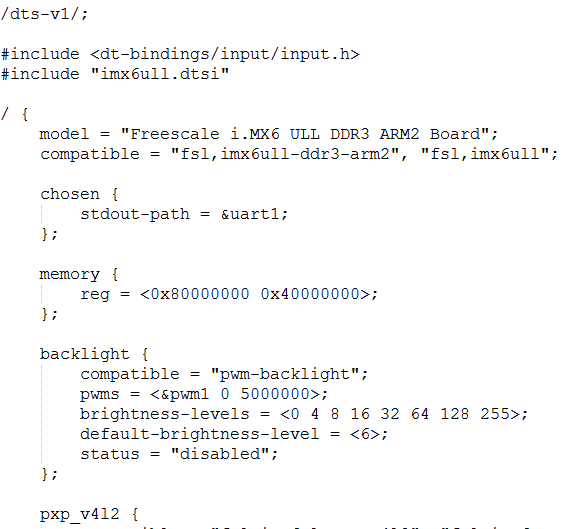 /dts-v1/;
#include <dt-bindings/input/input.h>
#include "imx6ull.dtsi"
/ {
model = "Freescale i.MX6 ULL DDR3 ARM2 Board";
compatible = "fsl,imx6ull-ddr3-arm2", "fsl,imx6ull";
chosen {
stdout-path = &uart1;
};
memory {
reg = <0x80000000 0x40000000>;
};
backlight {
compatible = "pwm-backlight";
pwms = <&pwm1 0 5000000>;
brightness-levels = <0 4 8 16 32 64 128 255>;
default-brightness-level = <6>;
status = "disabled";
};
pxp_v4l2 {